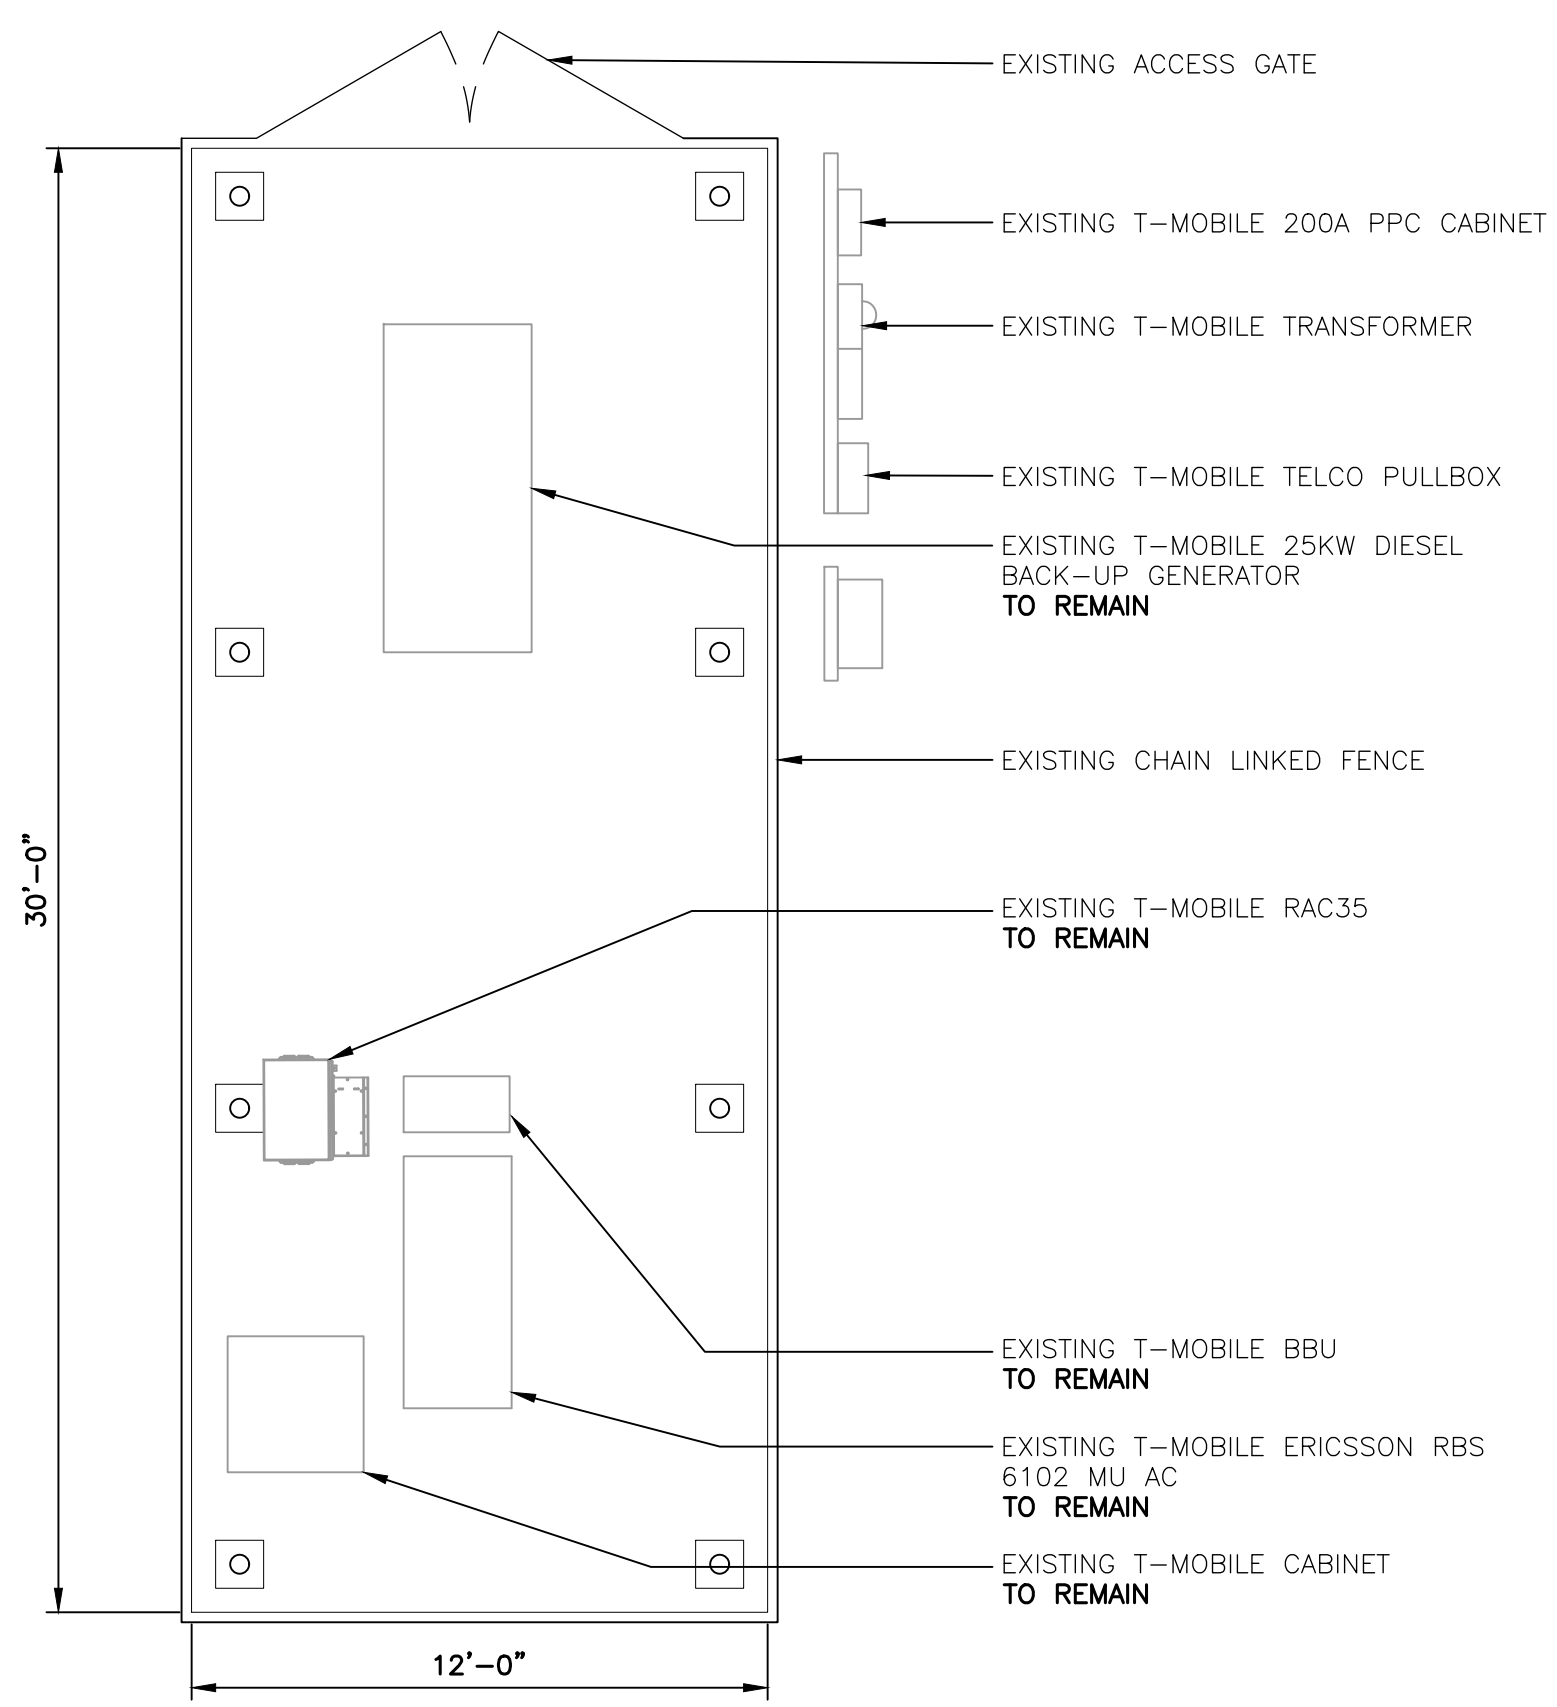 EXISTING ACCESS GATE
EXISTING T-MOBILE 200A PPC CABINET
EXISTING T-MOBILE TRANSFORMER
EXISTING T-MOBILE TELCO PULLBOX
EXISTING T-MOBILE 25KW DIESEL
BACK-UP GENERATOR
TO REMAIN
EXISTING CHAIN LINKED FENCE
30'-0"
EXISTING T-MOBILE RAC35
TO REMAIN
EXISTING T-MOBILE BBU
TO REMAIN
EXISTING T-MOBILE ERICSSON RBS
6102 MU AC
TO REMAIN
EXISTING T-MOBILE CABINET
TO REMAIN
12'-0"